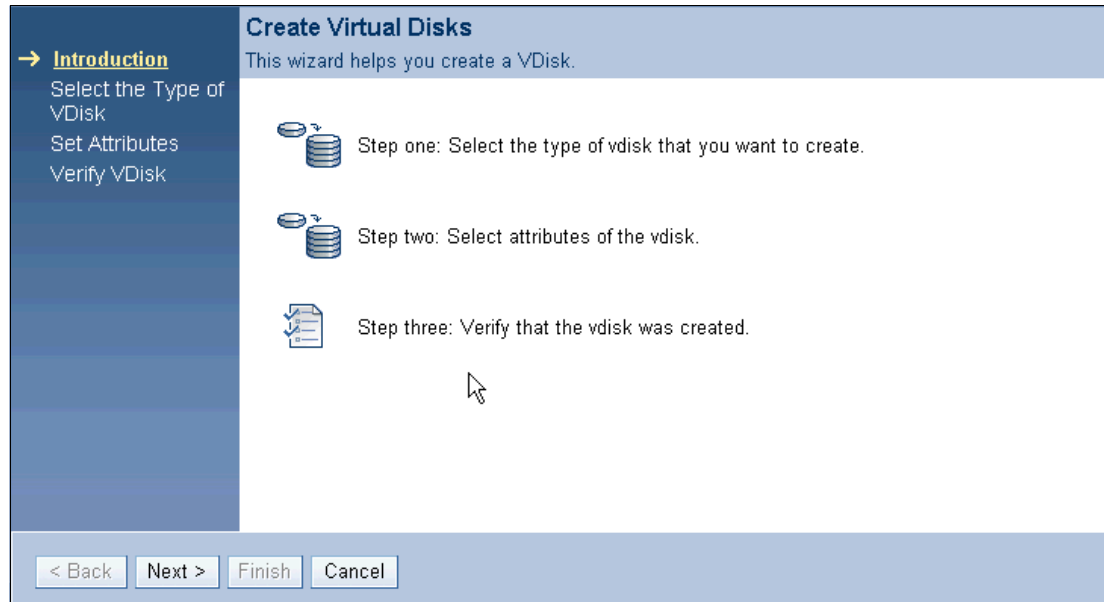 Create Virtual Disks
This wizard helps you create a VDisk.
Introduction
Select the Type of
VDisk
Set Attributes
Verify VDisk
Step one: Select the type of vdisk that you want to create.
Step two: Select attributes of the vdisk.
Step three: Verify that the vdisk was created.
< Back
Next >
Finish
Cancel